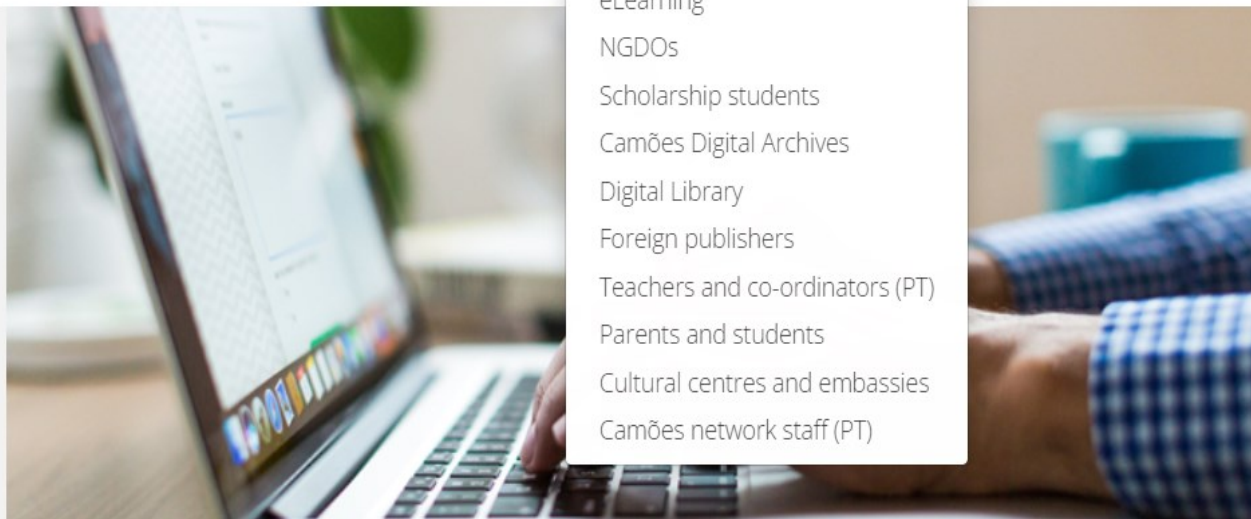 eLearning
NGDOs
Scholarship students
Camões Digital Archives
Digital Library
Foreign publishers
Teachers and co-ordinators (PT)
Parents and students
Cultural centres and embassies
Camões network staff (PT)